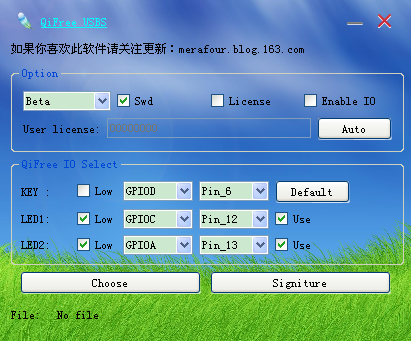 QiFree USBS
如果你喜欢此软件请关注更新：merafour.blog.163.com
Option
Beta Swd License Enable IO
User license: 00000000 Auto
QiFree IO Select
KEY : Low GPIOD Pin_6 Default
LED1: Low GPIOC Pin_12 Use
LED2: Low GPIOA Pin_13 Use
Choose Signiture
File: No file